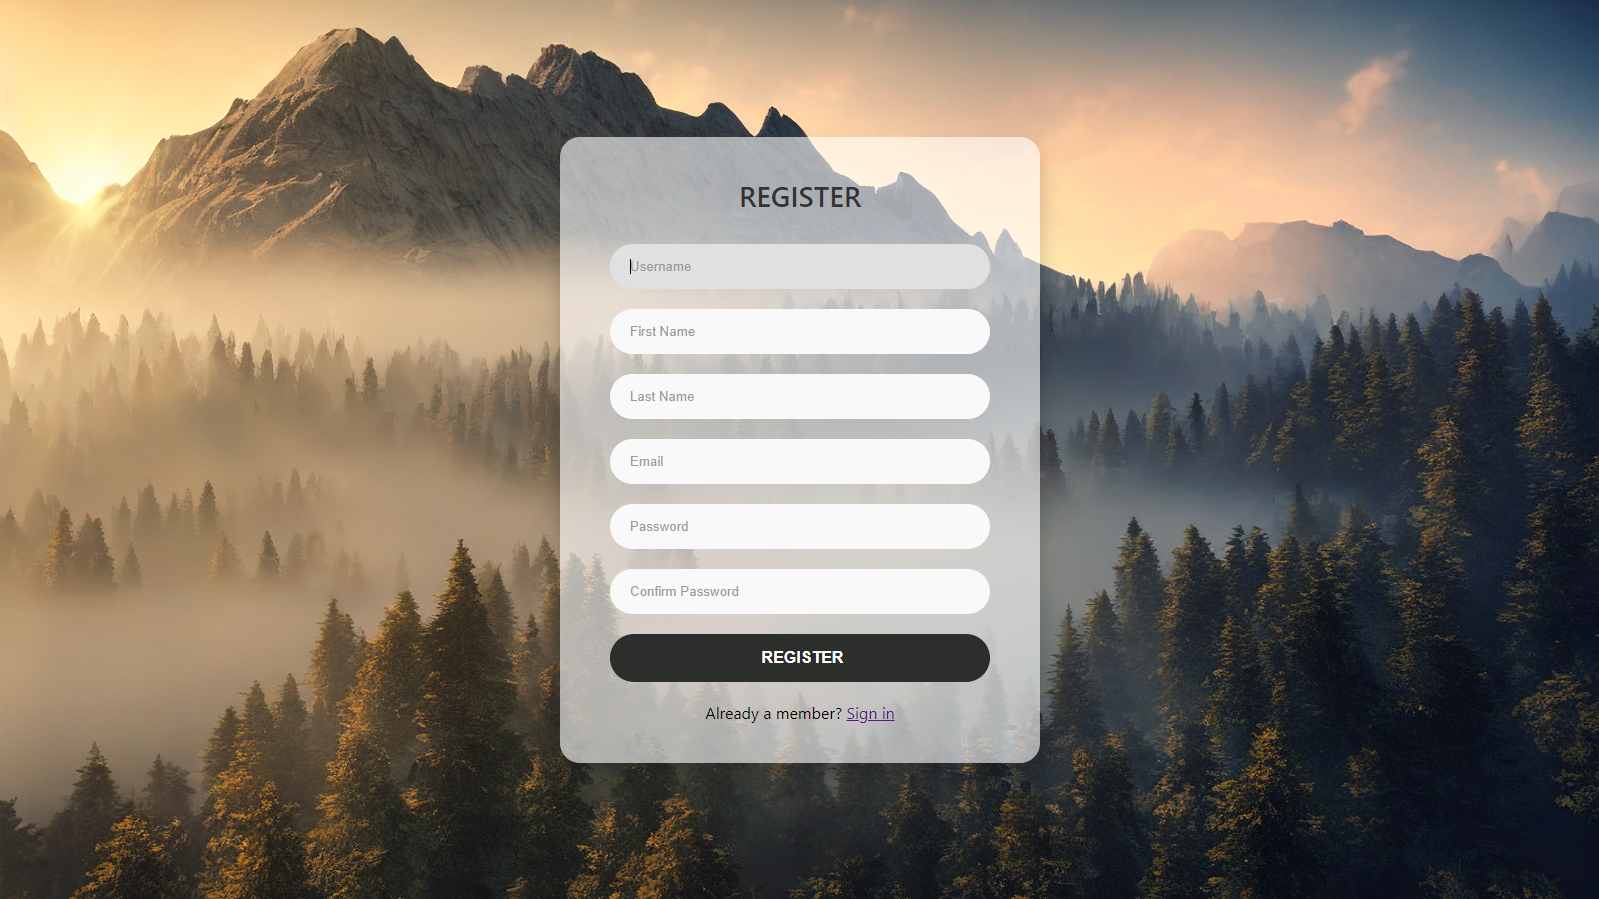 REGISTER
Username
First Name
Last Name
Email
Password
Confirm Password
REGISTER
Already a member? Sign in